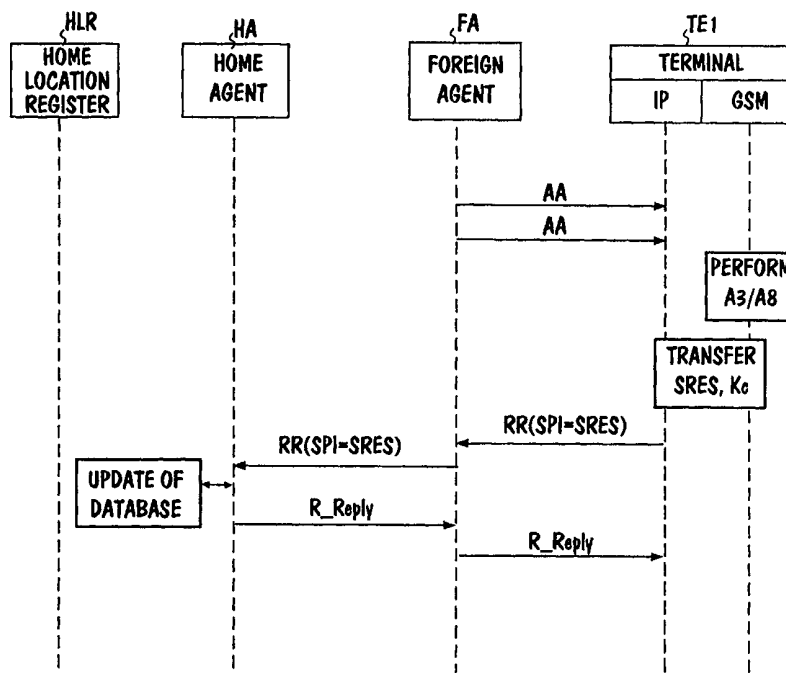 HLR
HA
FA
TE1
HOME
LOCATION
REGISTER
HOME
AGENT
FOREIGN
AGENT
TERMINAL
IP
GSM
AA
AA
PERFORM
A3/A8
TRANSFER
SRES, Kc
RR(SPI=SRES)
RR(SPI=SRES)
UPDATE OF
DATABASE
R_Reply
R_Reply